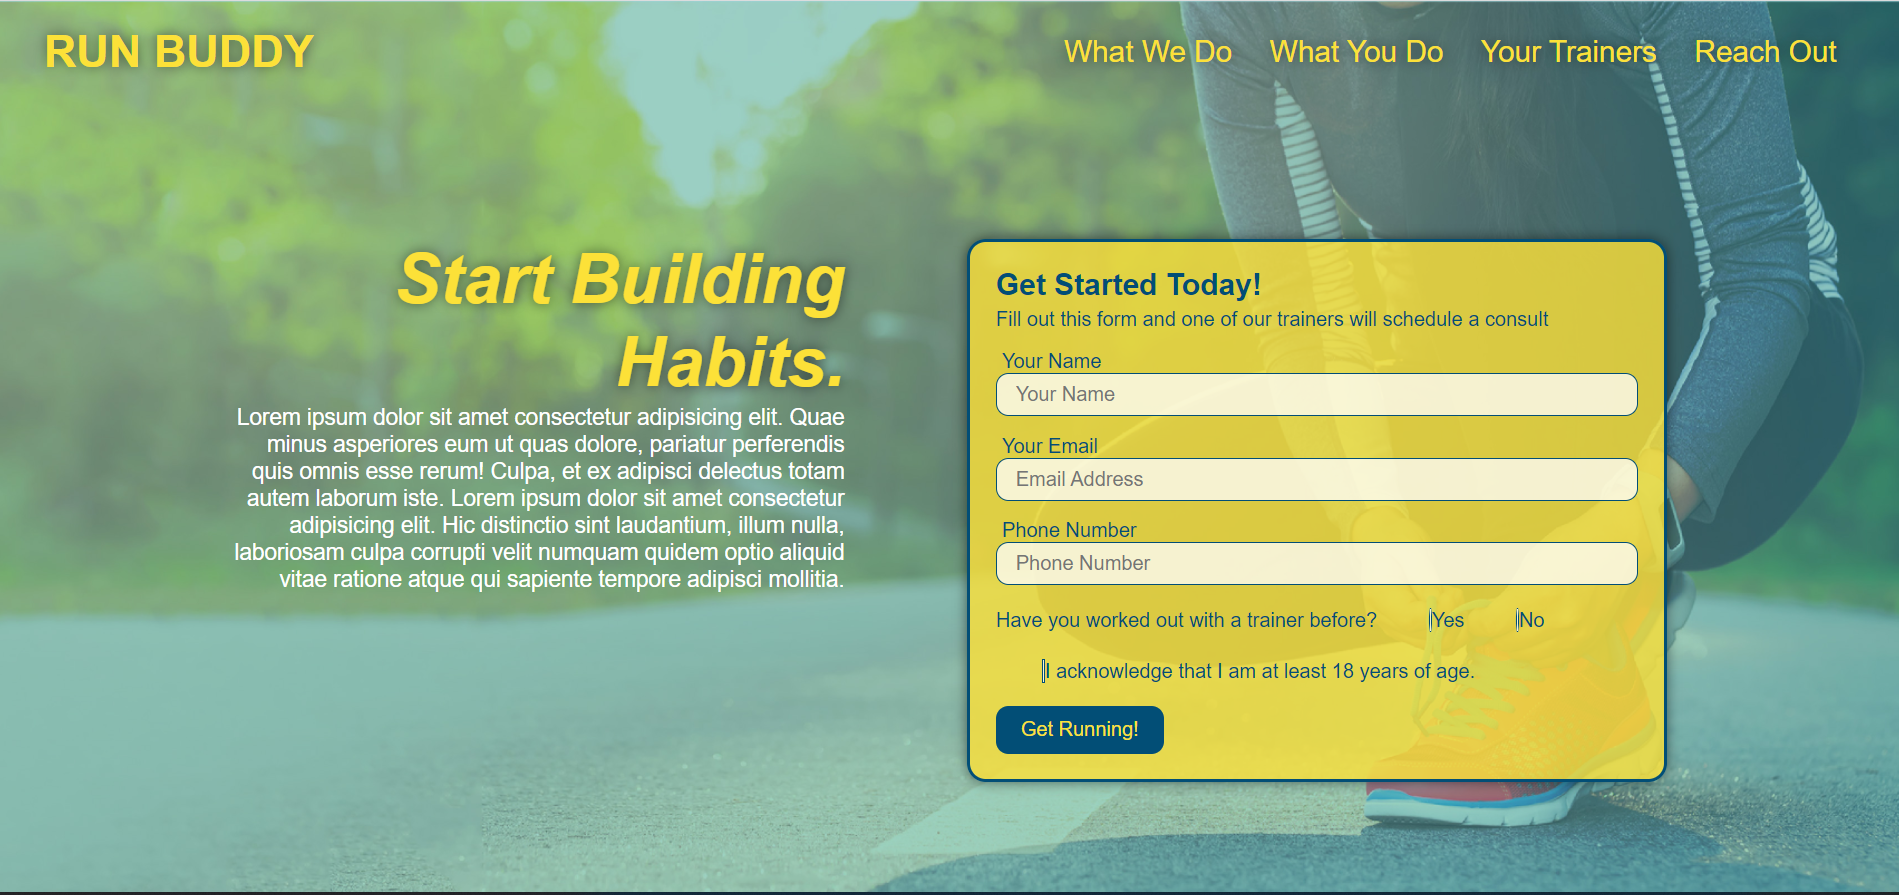 RUN BUDDY
What We Do What You Do Your Trainers Reach Out
Start Building
Habits.
Lorem ipsum dolor sit amet consectetur adipisicing elit. Quae
minus asperiores eum ut quas dolore, pariatur perferendis
quis omnis esse rerum! Culpa, et ex adipisci delectus totam
autem laborum iste. Lorem ipsum dolor sit amet consectetur
adipisicing elit. Hic distinctio sint laudantium, illum nulla,
laboriosam culpa corrupti velit numquam quidem optio aliquid
vitae ratione atque qui sapiente tempore adipisci mollitia.
Get Started Today!
Fill out this form and one of our trainers will schedule a consult
Your Name
Your Name
Your Email
Email Address
Phone Number
Phone Number
Have you worked out with a trainer before? Yes No
I acknowledge that I am at least 18 years of age.
Get Running!